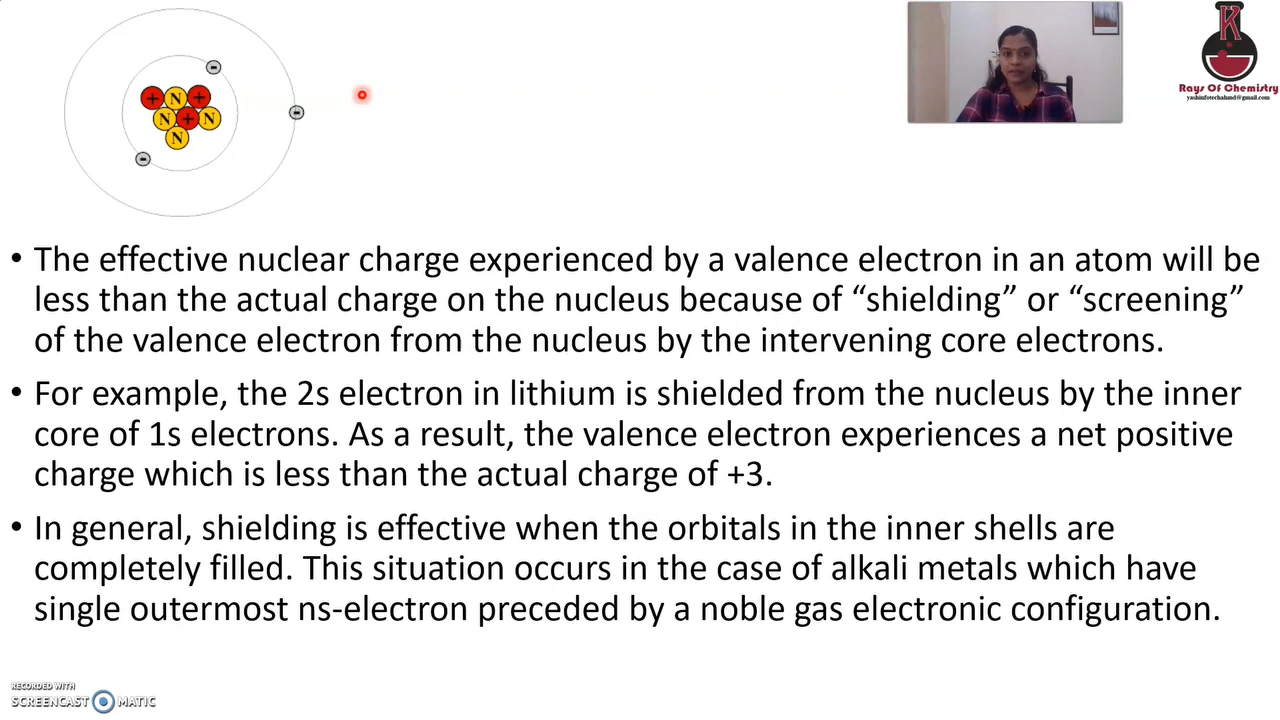 K
Rays Of Chemistry
yashinfotechahmd@gmail.com
-
+ N +
N + N
N
-
-
• The effective nuclear charge experienced by a valence electron in an atom will be
less than the actual charge on the nucleus because of “shielding” or “screening”
of the valence electron from the nucleus by the intervening core electrons.
• For example, the 2s electron in lithium is shielded from the nucleus by the inner
core of 1s electrons. As a result, the valence electron experiences a net positive
charge which is less than the actual charge of +3.
• In general, shielding is effective when the orbitals in the inner shells are
completely filled. This situation occurs in the case of alkali metals which have
single outermost ns-electron preceded by a noble gas electronic configuration.
RECORDED WITH
SCREENCAST MATIC